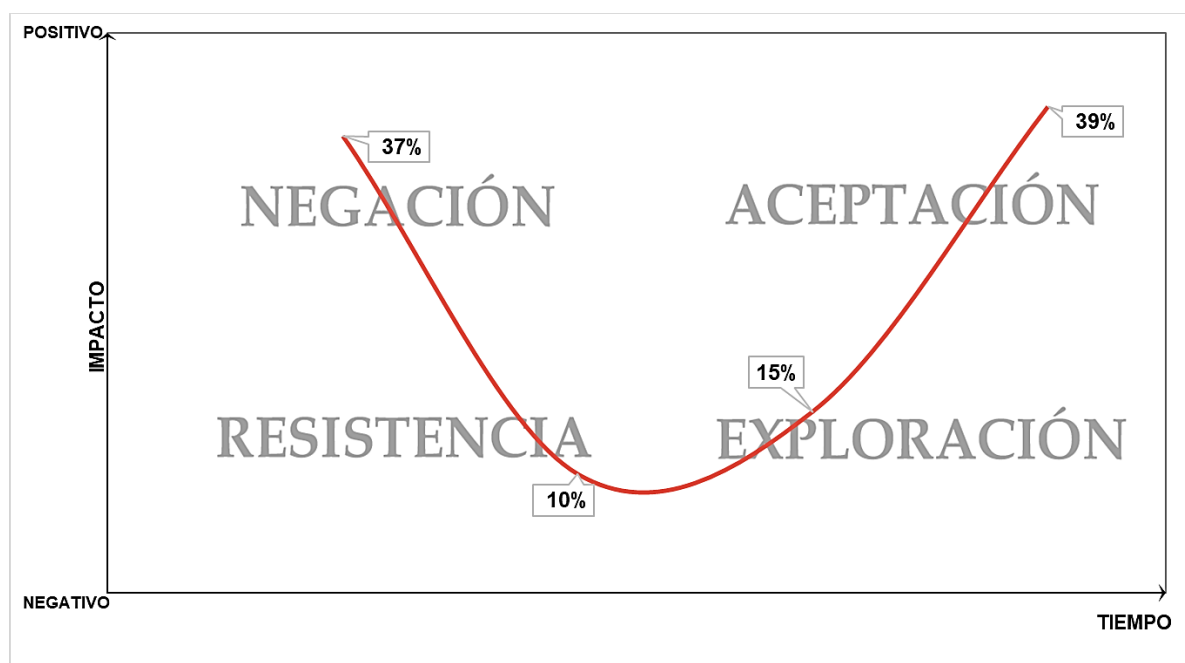 POSITIVO
37%
39%
NEGACIÓN
ACEPTACIÓN
IMPACTO
15%
RESISTENCIA
EXPLORACIÓN
10%
NEGATIVO
TIEMPO